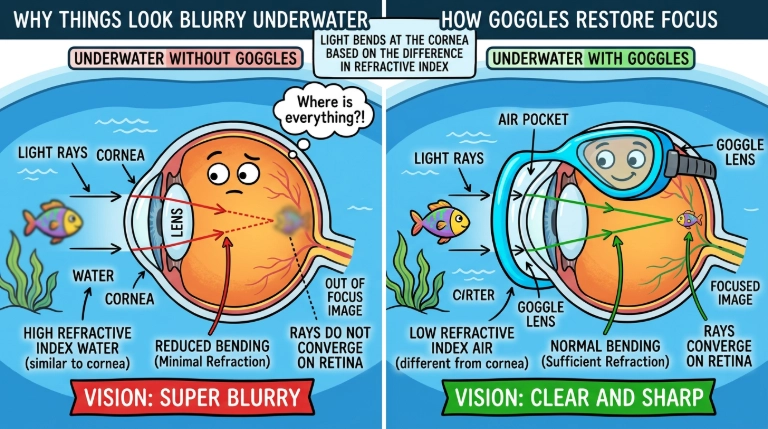 WHY THINGS LOOK BLURRY UNDERWATER
HOW GOGGLES RESTORE FOCUS
LIGHT BENDS AT THE CORNEA
BASED ON THE DIFFERENCE
IN REFRACTIVE INDEX
UNDERWATER WITHOUT GOGGLES
Where is
everything?!
LIGHT RAYS
CORNEA
LENS
WATER
CORNEA
HIGH REFRACTIVE
INDEX WATER
(similar to cornea)
REDUCED BENDING
(Minimal Refraction)
OUT OF
FOCUS
IMAGE
RAYS DO NOT
CONVERGE
ON RETINA
VISION: SUPER BLURRY
UNDERWATER WITH GOGGLES
AIR POCKET
LIGHT RAYS
GOGGLE
LENS
C/RTER
GOGGLE
LENS
LOW REFRACTIVE
INDEX AIR
(different from cornea)
NORMAL BENDING
(Sufficient Refraction)
FOCUSED
IMAGE
RAYS
CONVERGE
ON RETINA
VISION: CLEAR AND SHARP